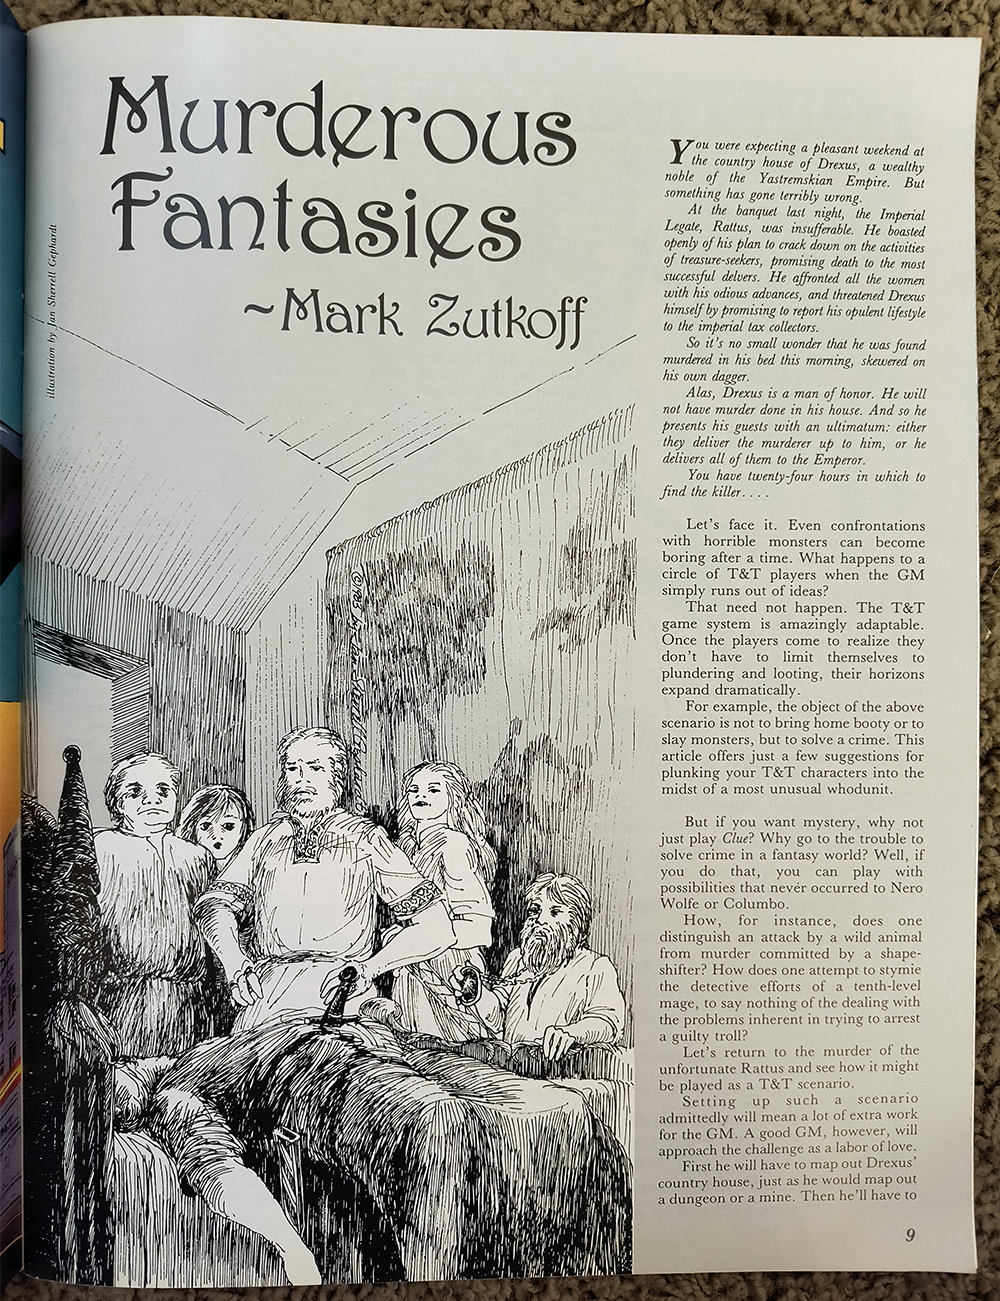 Murderous
Fantasies
~Mark Zutkoff
illustration by Jan Sherrell Gephardt
You were expecting a pleasant weekend at
the country house of Drexus, a wealthy
noble of the Yastremskian Empire. But
something has gone terribly wrong.
At the banquet last night, the Imperial
Legate, Rattus, was insufferable. He boasted
openly of his plan to crack down on the activities
of treasure-seekers, promising death to the most
successful delvers. He affronted all the women
with his odious advances, and threatened Drexus
himself by promising to report his opulent lifestyle
to the imperial tax collectors.
So it's no small wonder that he was found
murdered in his bed this morning, skewered on
his own dagger.
Alas, Drexus is a man of honor. He will
not have murder done in his house. And so he
presents his guests with an ultimatum: either
they deliver the murderer up to him, or he
delivers all of them to the Emperor.
You have twenty-four hours in which to
find the killer. . . .
Let's face it. Even confrontations
with horrible monsters can become
boring after a time. What happens to a
circle of T&T players when the GM
simply runs out of ideas?
That need not happen. The T&T
game system is amazingly adaptable.
Once the players come to realize they
don't have to limit themselves to
plundering and looting, their horizons
expand dramatically.
For example, the object of the above
scenario is not to bring home booty or to
slay monsters, but to solve a crime. This
article offers just a few suggestions for
plunking your T&T characters into the
midst of a most unusual whodunit.
But if you want mystery, why not
just play Clue? Why go to the trouble to
solve crime in a fantasy world? Well, if
you do that, you can play with
possibilities that never occurred to Nero
Wolfe or Columbo.
How, for instance, does one
distinguish an attack by a wild animal
from murder committed by a shape-
shifter? How does one attempt to stymie
the detective efforts of a tenth-level
mage, to say nothing of the dealing with
the problems inherent in trying to arrest
a guilty troll?
Let's return to the murder of the
unfortunate Rattus and see how it might
be played as a T&T scenario.
Setting up such a scenario
admittedly will mean a lot of extra work
for the GM. A good GM, however, will
approach the challenge as a labor of love.
First he will have to map out Drexus'
country house, just as he would map out
a dungeon or a mine. Then he'll have to
9